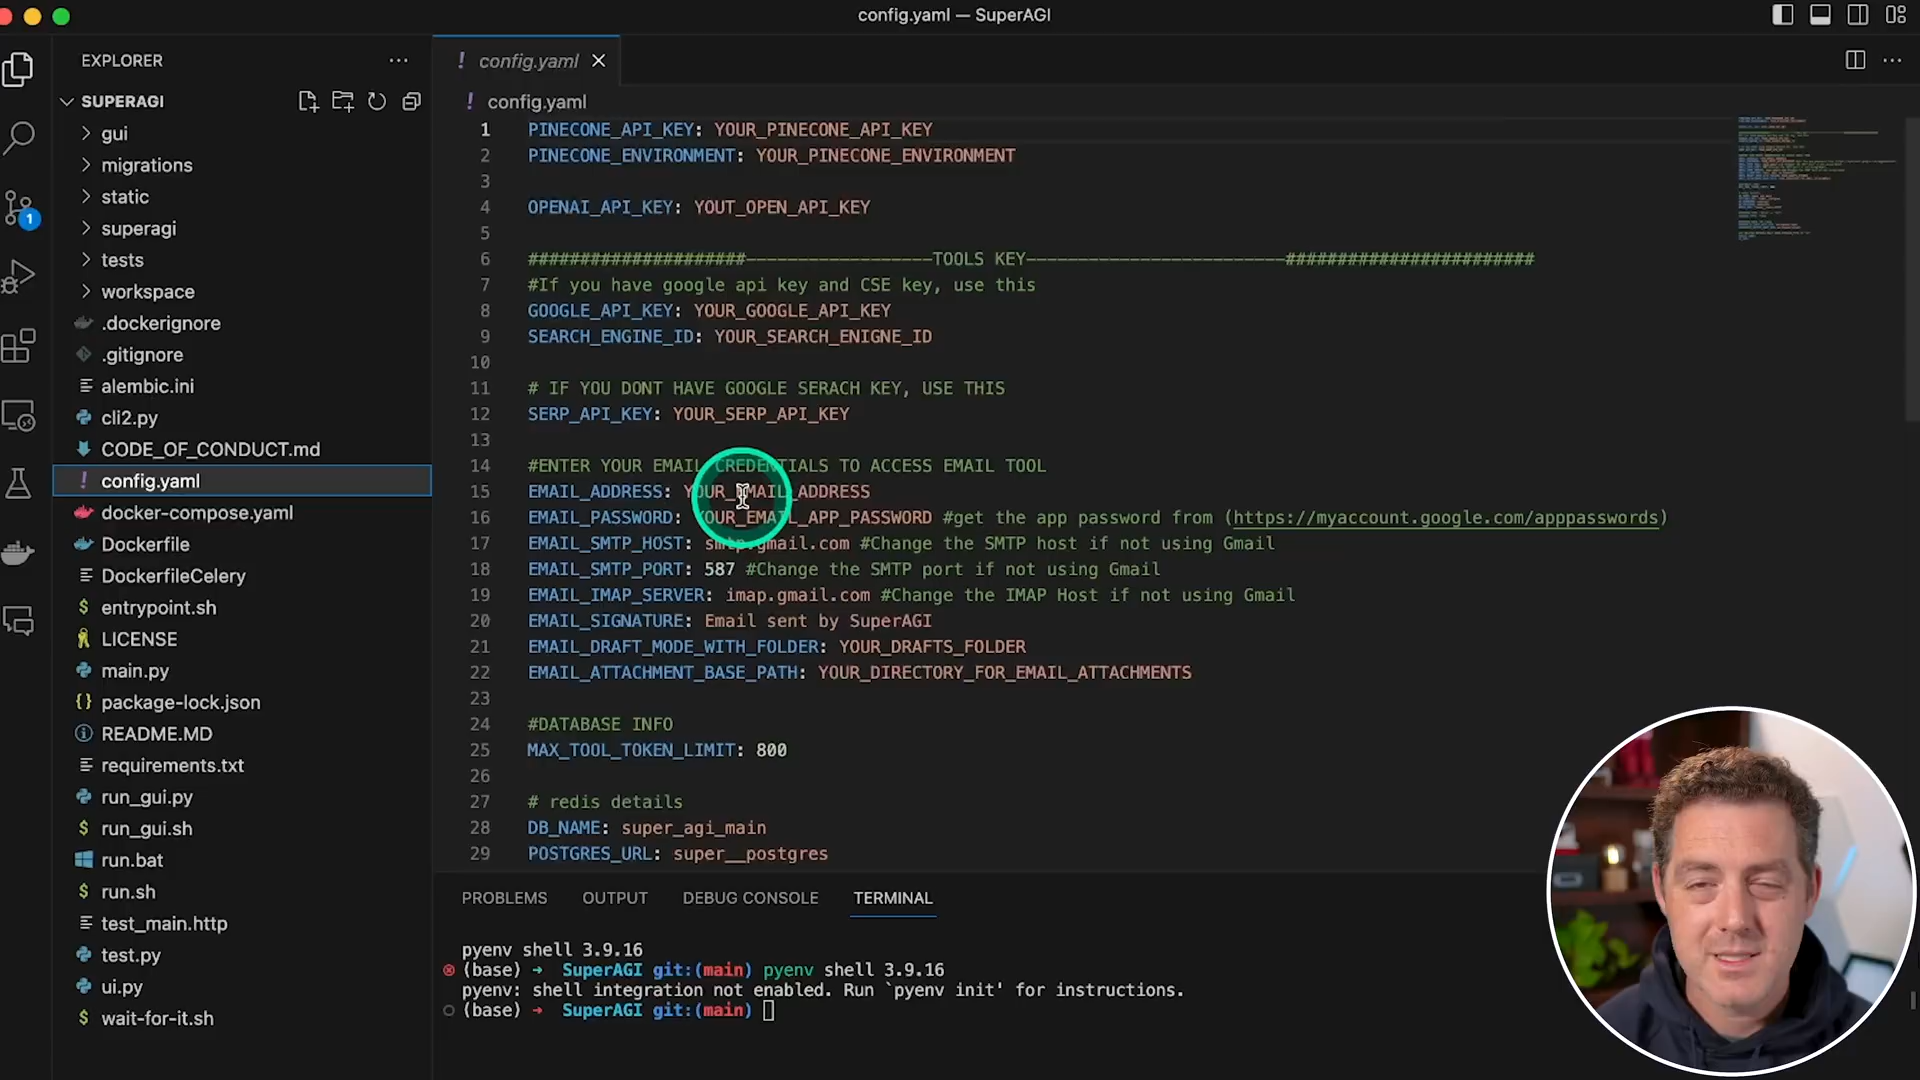 config.yaml — SuperAGI
EXPLORER
SUPERAGI
gui
migrations
static
superagi
tests
workspace
.dockerignore
.gitignore
alembic.ini
cli2.py
CODE_OF_CONDUCT.md
config.yaml
docker-compose.yaml
Dockerfile
DockerfileCelery
entrypoint.sh
LICENSE
main.py
package-lock.json
README.MD
requirements.txt
run_gui.py
run_gui.sh
run.bat
run.sh
test_main.http
test.py
ui.py
wait-for-it.sh
1
! config.yaml
! config.yaml
1 PINECONE_API_KEY: YOUR_PINECONE_API_KEY
2 PINECONE_ENVIRONMENT: YOUR_PINECONE_ENVIRONMENT
3
4 OPENAI_API_KEY: YOUT_OPEN_API_KEY
5
6 #####################------------------TOOLS KEY-------------------------########################
7 #If you have google api key and CSE key, use this
8 GOOGLE_API_KEY: YOUR_GOOGLE_API_KEY
9 SEARCH_ENGINE_ID: YOUR_SEARCH_ENIGNE_ID
10
11 # IF YOU DONT HAVE GOOGLE SERACH KEY, USE THIS
12 SERP_API_KEY: YOUR_SERP_API_KEY
13
14 #ENTER YOUR EMAIL CREDENTIALS TO ACCESS EMAIL TOOL
15 EMAIL_ADDRESS: YOUR_EMAIL_ADDRESS
16 EMAIL_PASSWORD: YOUR_EMAIL_APP_PASSWORD #get the app password from (https://myaccount.google.com/apppasswords)
17 EMAIL_SMTP_HOST: smtp.gmail.com #Change the SMTP host if not using Gmail
18 EMAIL_SMTP_PORT: 587 #Change the SMTP port if not using Gmail
19 EMAIL_IMAP_SERVER: imap.gmail.com #Change the IMAP Host if not using Gmail
20 EMAIL_SIGNATURE: Email sent by SuperAGI
21 EMAIL_DRAFT_MODE_WITH_FOLDER: YOUR_DRAFTS_FOLDER
22 EMAIL_ATTACHMENT_BASE_PATH: YOUR_DIRECTORY_FOR_EMAIL_ATTACHMENTS
23
24 #DATABASE INFO
25 MAX_TOOL_TOKEN_LIMIT: 800
26
27 # redis details
28 DB_NAME: super_agi_main
29 POSTGRES_URL: super__postgres
PROBLEMS OUTPUT DEBUG CONSOLE TERMINAL
pyenv shell 3.9.16
(base) → SuperAGI git:(main) pyenv shell 3.9.16
pyenv: shell integration not enabled. Run `pyenv init' for instructions.
(base) → SuperAGI git:(main)